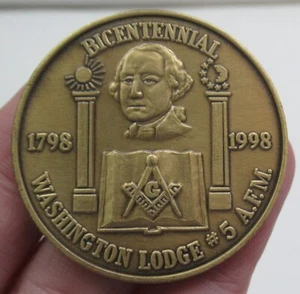 BICENTENNIAL
1798 1998
G
WASHINGTON LODGE # 5 A.F.M.